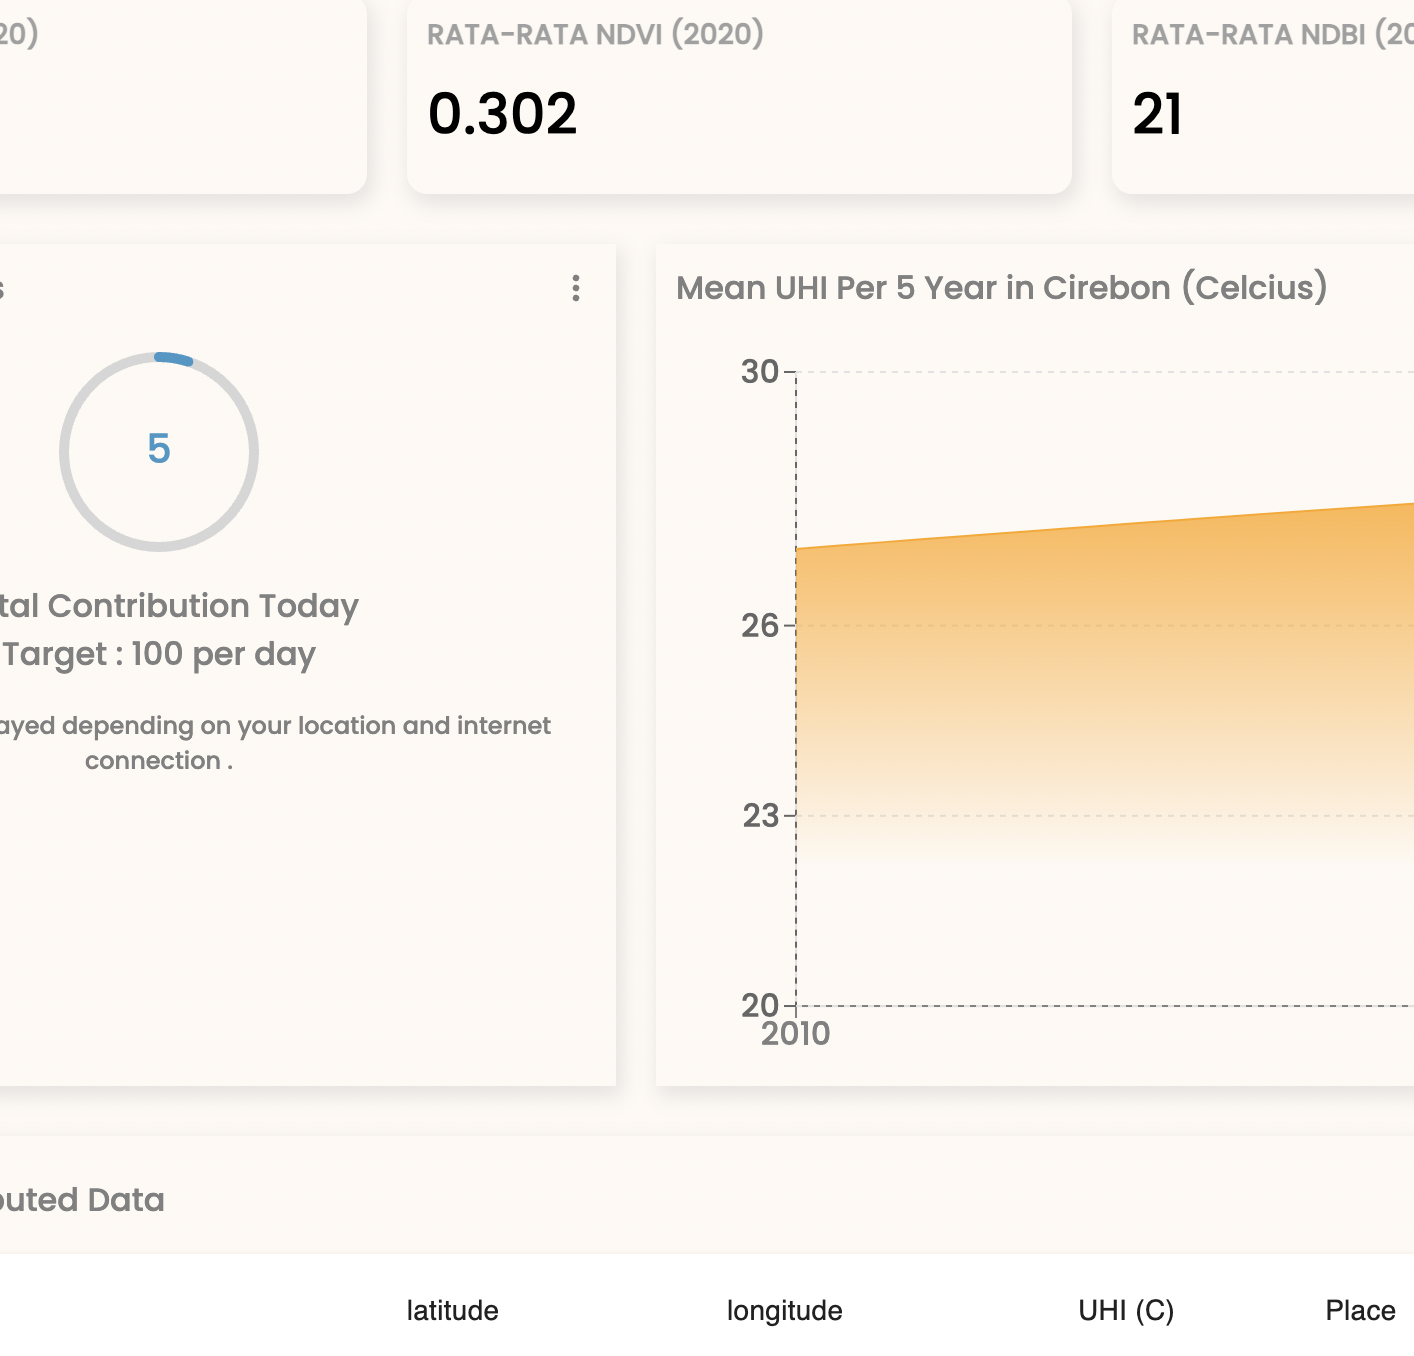 20)
RATA-RATA NDVI (2020)
0.302
RATA-RATA NDBI (20
21
s
5
tal Contribution Today
Target : 100 per day
ayed depending on your location and internet
connection .
Mean UHI Per 5 Year in Cirebon (Celcius)
30
26
23
20
2010
outed Data
latitude longitude UHI (C) Place